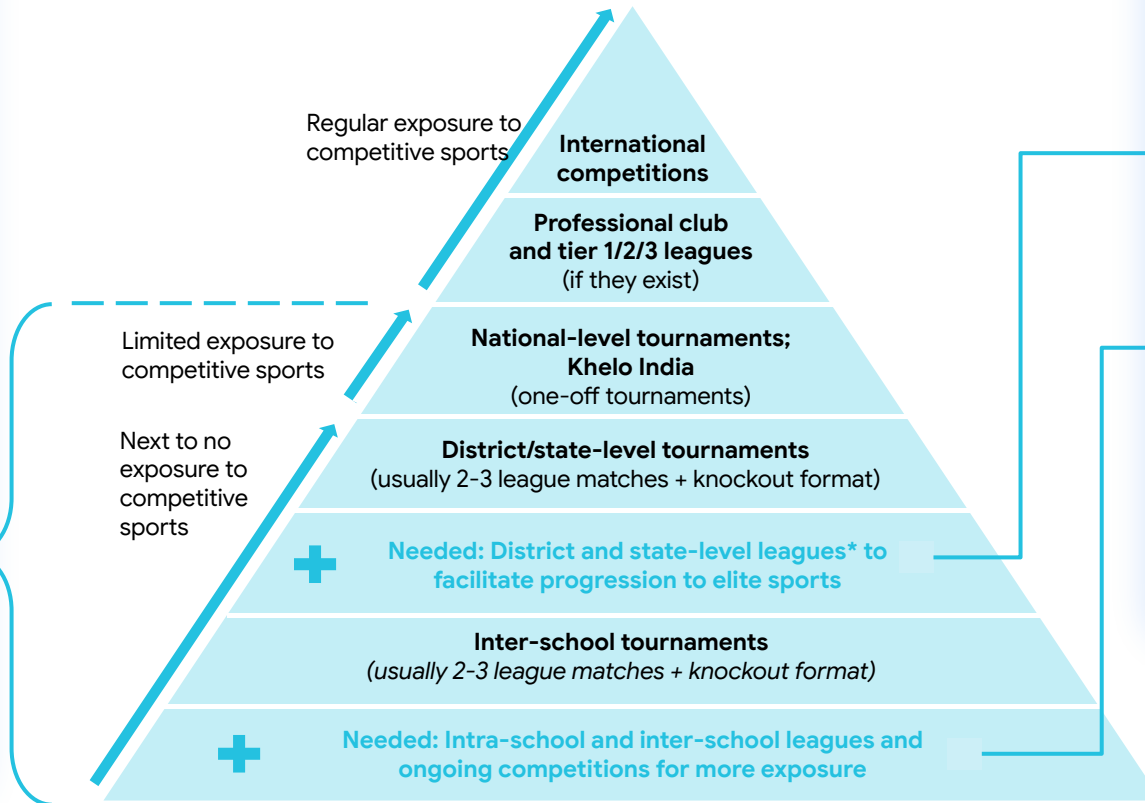 Regular exposure to
competitive sports
International
competitions
Professional club
and tier 1/2/3 leagues
(if they exist)
Limited exposure to
competitive sports
National-level tournaments;
Khelo India
(one-off tournaments)
Next to no
exposure to
competitive
sports
District/state-level tournaments
(usually 2-3 league matches + knockout format)
Needed: District and state-level leagues* to
facilitate progression to elite sports
Inter-school tournaments
(usually 2-3 league matches + knockout format)
Needed: Intra-school and inter-school leagues and
ongoing competitions for more exposure